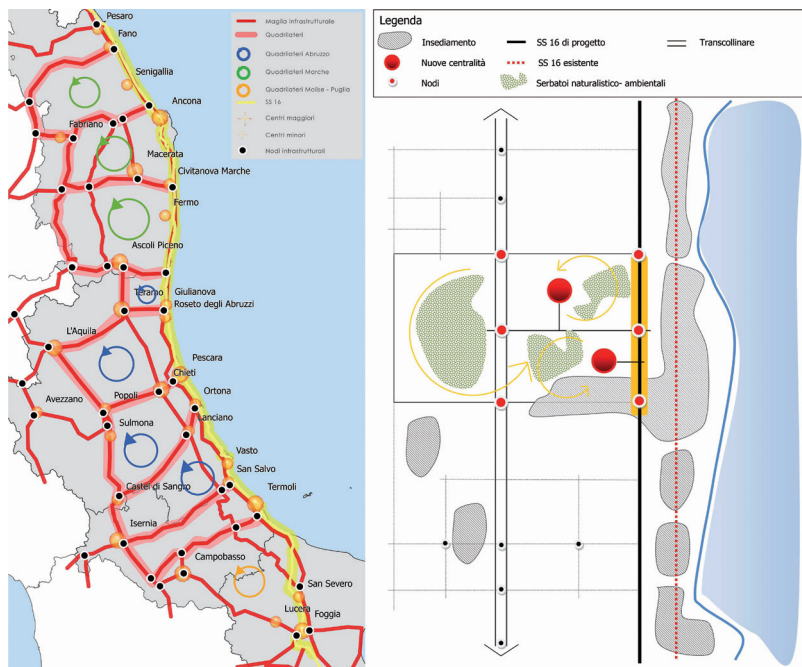 Pesaro
Fano
Senigallia
Ancona
Fabriano
Macerata
Civitanova Marche
Fermo
Ascoli Piceno
Teramo
Giulianova
Roseto degli Abruzzi
L'Aquila
Pescara
Chieti
Avezzano
Popoli
Ortona
Lanciano
Sulmona
Vasto
San Salvo
Castel di Sangro
Termoli
Isernia
Campobasso
San Severo
Lucera
Foggia
Maglia infrastrutturale
Quadrilateri
Quadrilateri Abruzzo
Quadrilateri Marche
Quadrilateri Molise - Puglia
SS 16
Centri maggiori
Centri minori
Nodi infrastrutturali
Legenda
Insediamento
SS 16 di progetto
Transcollinare
Nuove centralità
SS 16 esistente
Nodi
Serbatoi naturalistico- ambientali